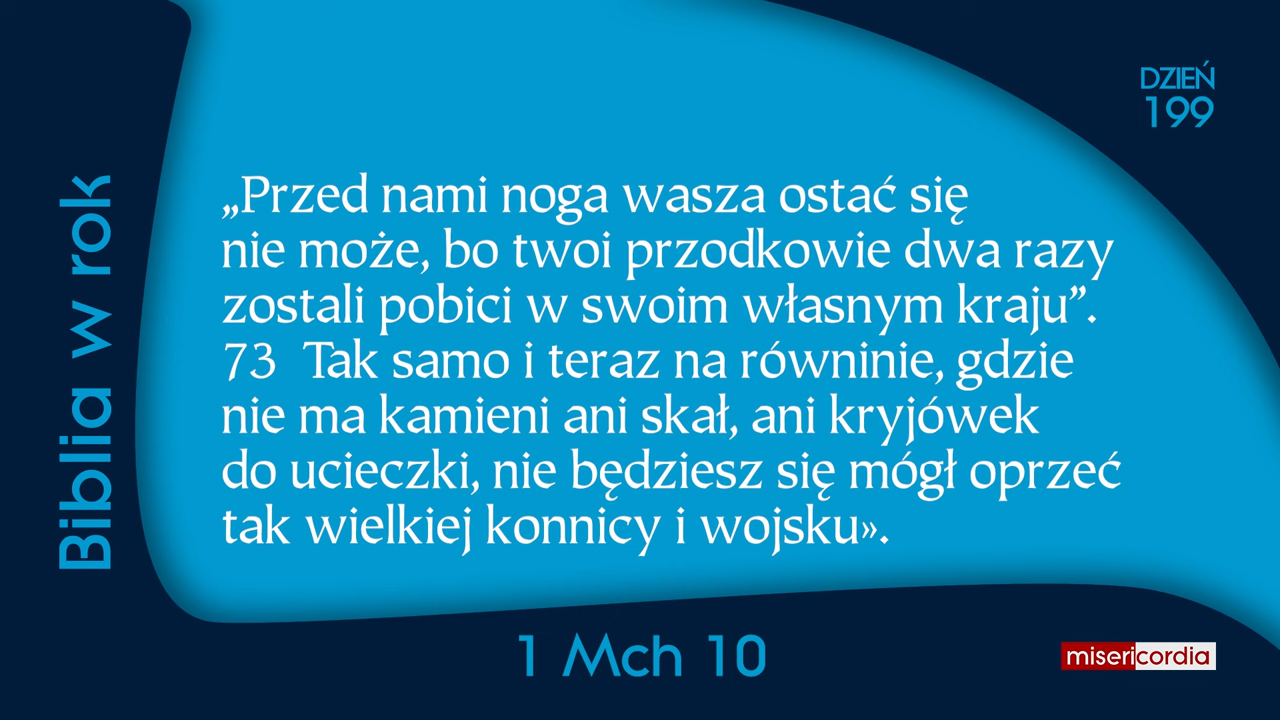 DZIEŃ
199
Biblia w rok
„Przed nami noga wasza ostać się
nie może, bo twoi przodkowie dwa razy
zostali pobici w swoim własnym kraju”.
73 Tak samo i teraz na równinie, gdzie
nie ma kamieni ani skał, ani kryjówek
do ucieczki, nie będziesz się mógł oprzeć
tak wielkiej konnicy i wojsku».
1 Mch 10
misericordia